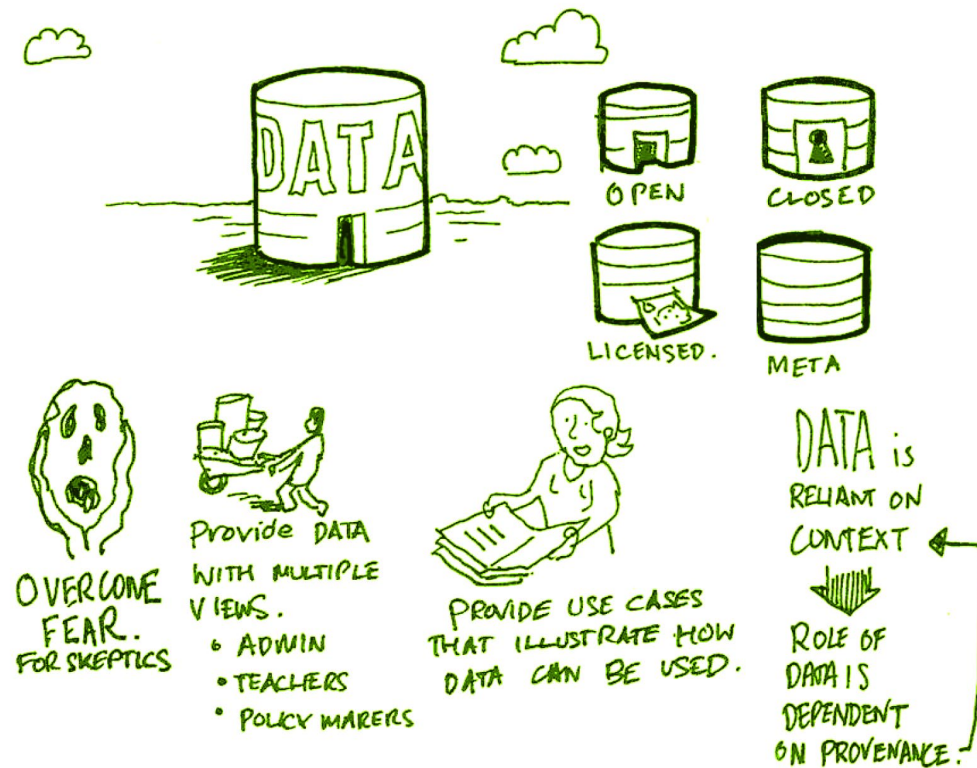 DATA
OPEN
CLOSED
LICENSED.
META
OVERCOME
FEAR.
FOR SKEPTICS
Provide DATA
WITH MULTIPLE
VIEWS.
• ADMIN
• TEACHERS
• POLICY MAKERS
PROVIDE USE CASES
THAT ILLUSTRATE HOW
DATA CAN BE USED.
DATA is
RELIANT ON
CONTEXT
ROLE OF
DATA IS
DEPENDENT
ON PROVENANCE.